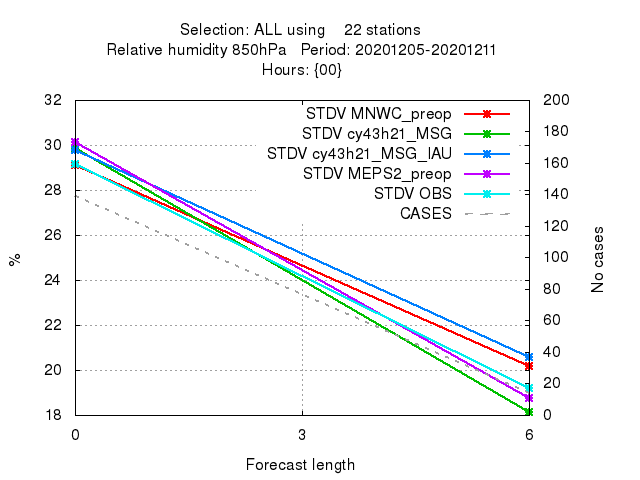 Selection: ALL using    22 stations
Relative humidity 850hPa   Period: 20201205-20201211
Hours: {00}
32
30
28
26
24
22
20
18
200
180
160
140
120
100
80
60
40
20
0
STDV MNWC_preop
STDV cy43h21_MSG
STDV cy43h21_MSG_IAU
STDV MEPS2_preop
STDV OBS
CASES
%
No cases
0
3
6
Forecast length